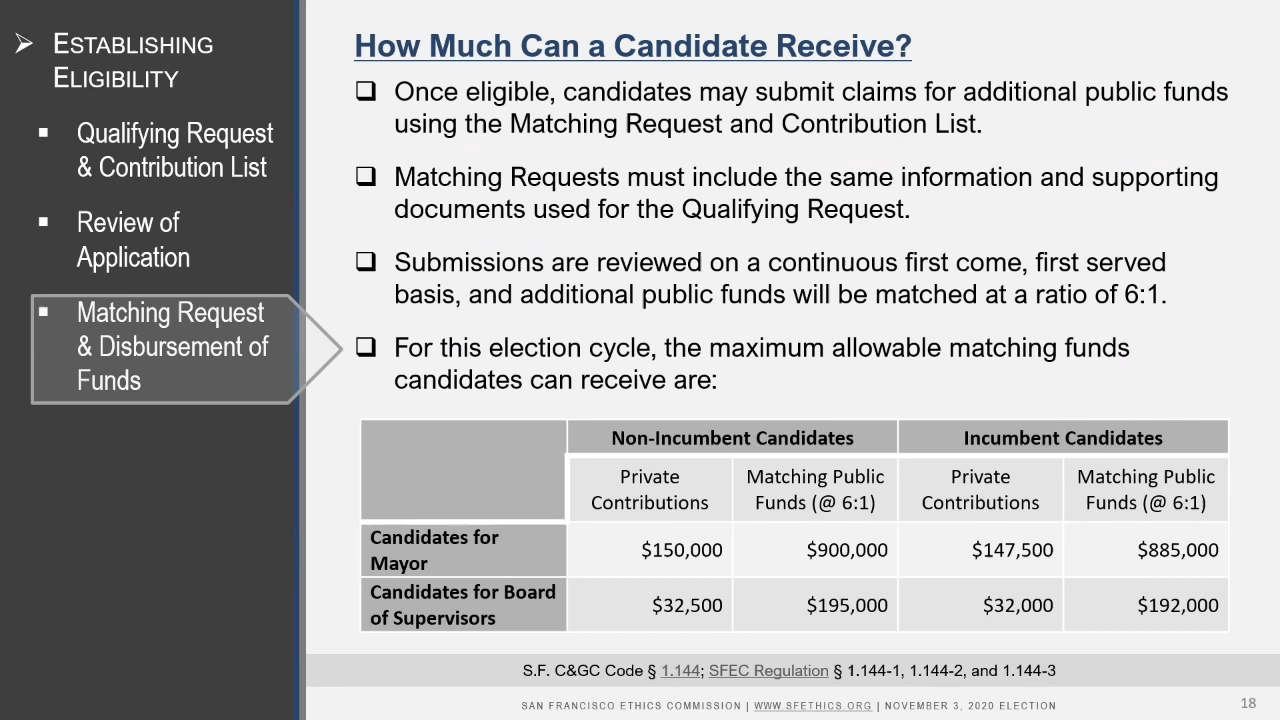 ➢ ESTABLISHING
ELIGIBILITY
▪ Qualifying Request
& Contribution List
▪ Review of
Application
▪ Matching Request
& Disbursement of
Funds
How Much Can a Candidate Receive?
❑ Once eligible, candidates may submit claims for additional public funds
using the Matching Request and Contribution List.
❑ Matching Requests must include the same information and supporting
documents used for the Qualifying Request.
❑ Submissions are reviewed on a continuous first come, first served
basis, and additional public funds will be matched at a ratio of 6:1.
❑ For this election cycle, the maximum allowable matching funds
candidates can receive are:
Non-Incumbent Candidates Incumbent Candidates
Private Matching Public Private Matching Public
Contributions Funds (@ 6:1) Contributions Funds (@ 6:1)
Candidates for
Mayor $150,000 $900,000 $147,500 $885,000
Candidates for Board
of Supervisors $32,500 $195,000 $32,000 $192,000
S.F. C&GC Code § 1.144; SFEC Regulation § 1.144-1, 1.144-2, and 1.144-3
SAN FRANCISCO ETHICS COMMISSION | WWW.SFETHICS.ORG | NOVEMBER 3, 2020 ELECTION
18